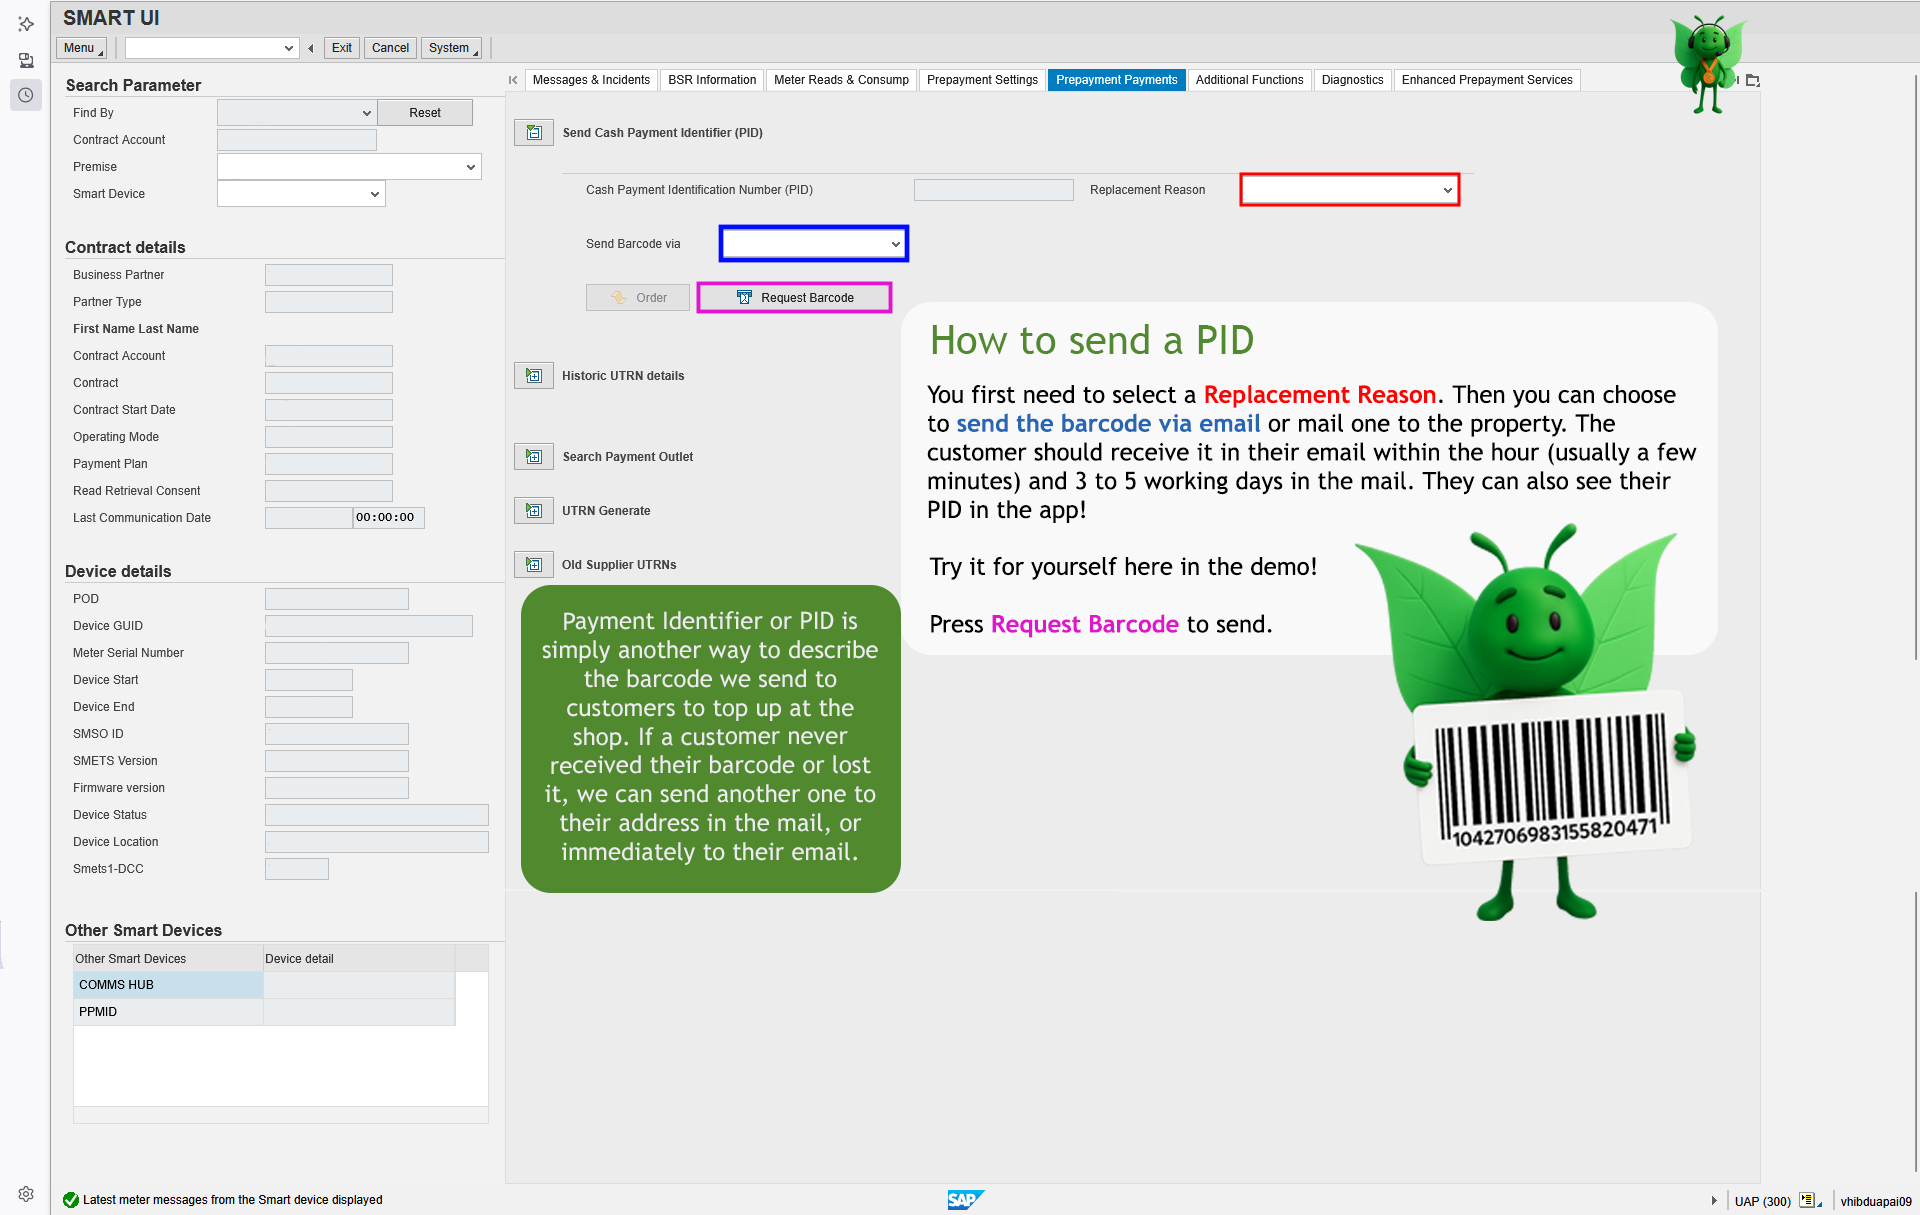 SMART UI
Menu
Exit
Cancel
System
Search Parameter
Find By
Reset
Contract Account
Premise
Smart Device
Contract details
Business Partner
Partner Type
First Name Last Name
Contract Account
Contract
Contract Start Date
Operating Mode
Payment Plan
Read Retrieval Consent
Last Communication Date
00:00:00
Device details
POD
Device GUID
Meter Serial Number
Device Start
Device End
SMSO ID
SMETS Version
Firmware version
Device Status
Device Location
Smets1-DCC
Other Smart Devices
Other Smart Devices
Device detail
COMMS HUB
PPMID
Messages & Incidents
BSR Information
Meter Reads & Consump
Prepayment Settings
Prepayment Payments
Additional Functions
Diagnostics
Enhanced Prepayment Services
Send Cash Payment Identifier (PID)
Cash Payment Identification Number (PID)
Replacement Reason
Send Barcode via
Order
Request Barcode
Historic UTRN details
Search Payment Outlet
UTRN Generate
Old Supplier UTRNs
How to send a PID
You first need to select a Replacement Reason. Then you can choose
to send the barcode via email or mail one to the property. The
customer should receive it in their email within the hour (usually a few
minutes) and 3 to 5 working days in the mail. They can also see their
PID in the app!
Try it for yourself here in the demo!
Press Request Barcode to send.
Payment Identifier or PID is
simply another way to describe
the barcode we send to
customers to top up at the
shop. If a customer never
received their barcode or lost
it, we can send another one to
their address in the mail, or
immediately to their email.
1042706983155820471
Latest meter messages from the Smart device displayed
SAP
UAP (300)
vhibduapai09